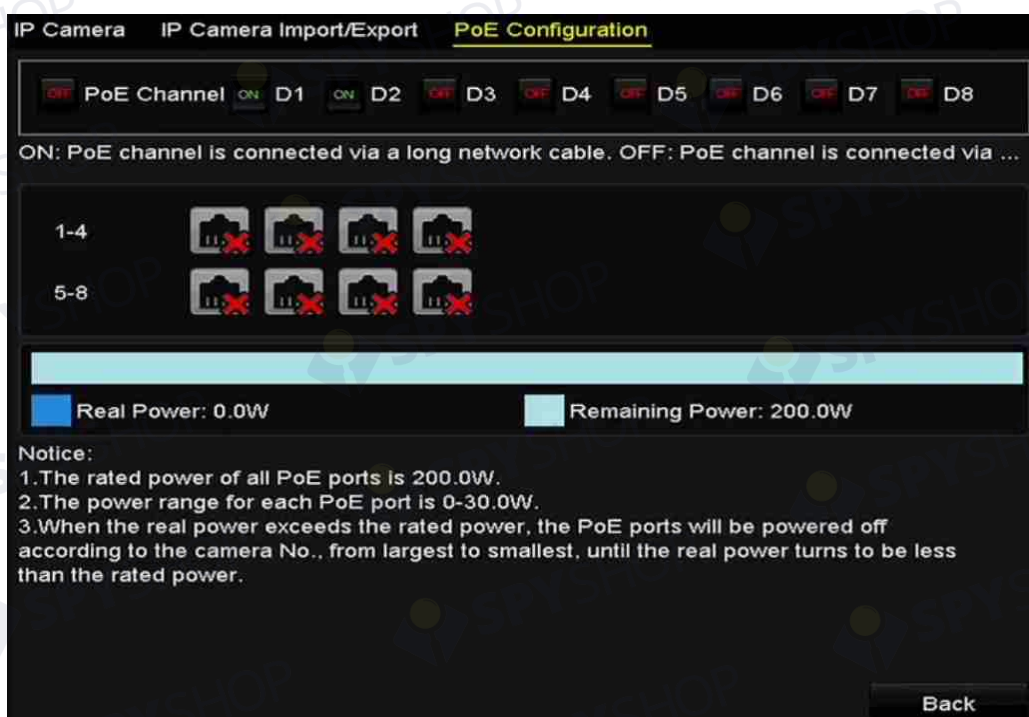 IP Camera IP Camera Import/Export PoE Configuration
OFF PoE Channel ON D1 ON D2 OFF D3 OFF D4 OFF D5 OFF D6 OFF D7 OFF D8
ON: PoE channel is connected via a long network cable. OFF: PoE channel is connected via ...
1-4
5-8
Real Power: 0.0W Remaining Power: 200.0W
Notice:
1.The rated power of all PoE ports is 200.0W.
2.The power range for each PoE port is 0-30.0W.
3.When the real power exceeds the rated power, the PoE ports will be powered off
according to the camera No., from largest to smallest, until the real power turns to be less
than the rated power.
SPYSHOP
Back